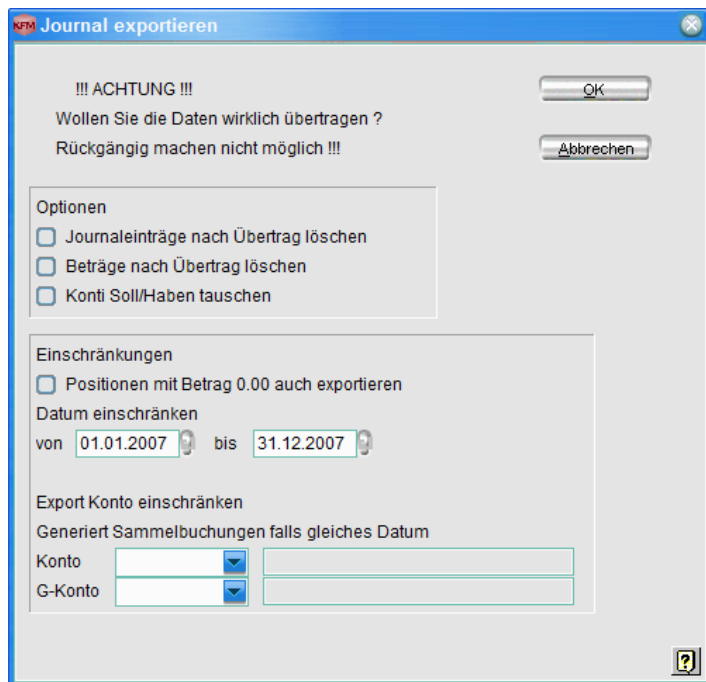 KFM Journal exportieren
!!! ACHTUNG !!!
OK
Wollen Sie die Daten wirklich übertragen ?
Rückgängig machen nicht möglich !!!
Abbrechen
Optionen
Journaleinträge nach Übertrag löschen
Beträge nach Übertrag löschen
Konti Soll/Haben tauschen
Einschränkungen
Positionen mit Betrag 0.00 auch exportieren
Datum einschränken
von 01.01.2007 bis 31.12.2007
Export Konto einschränken
Generiert Sammelbuchungen falls gleiches Datum
Konto
G-Konto
?